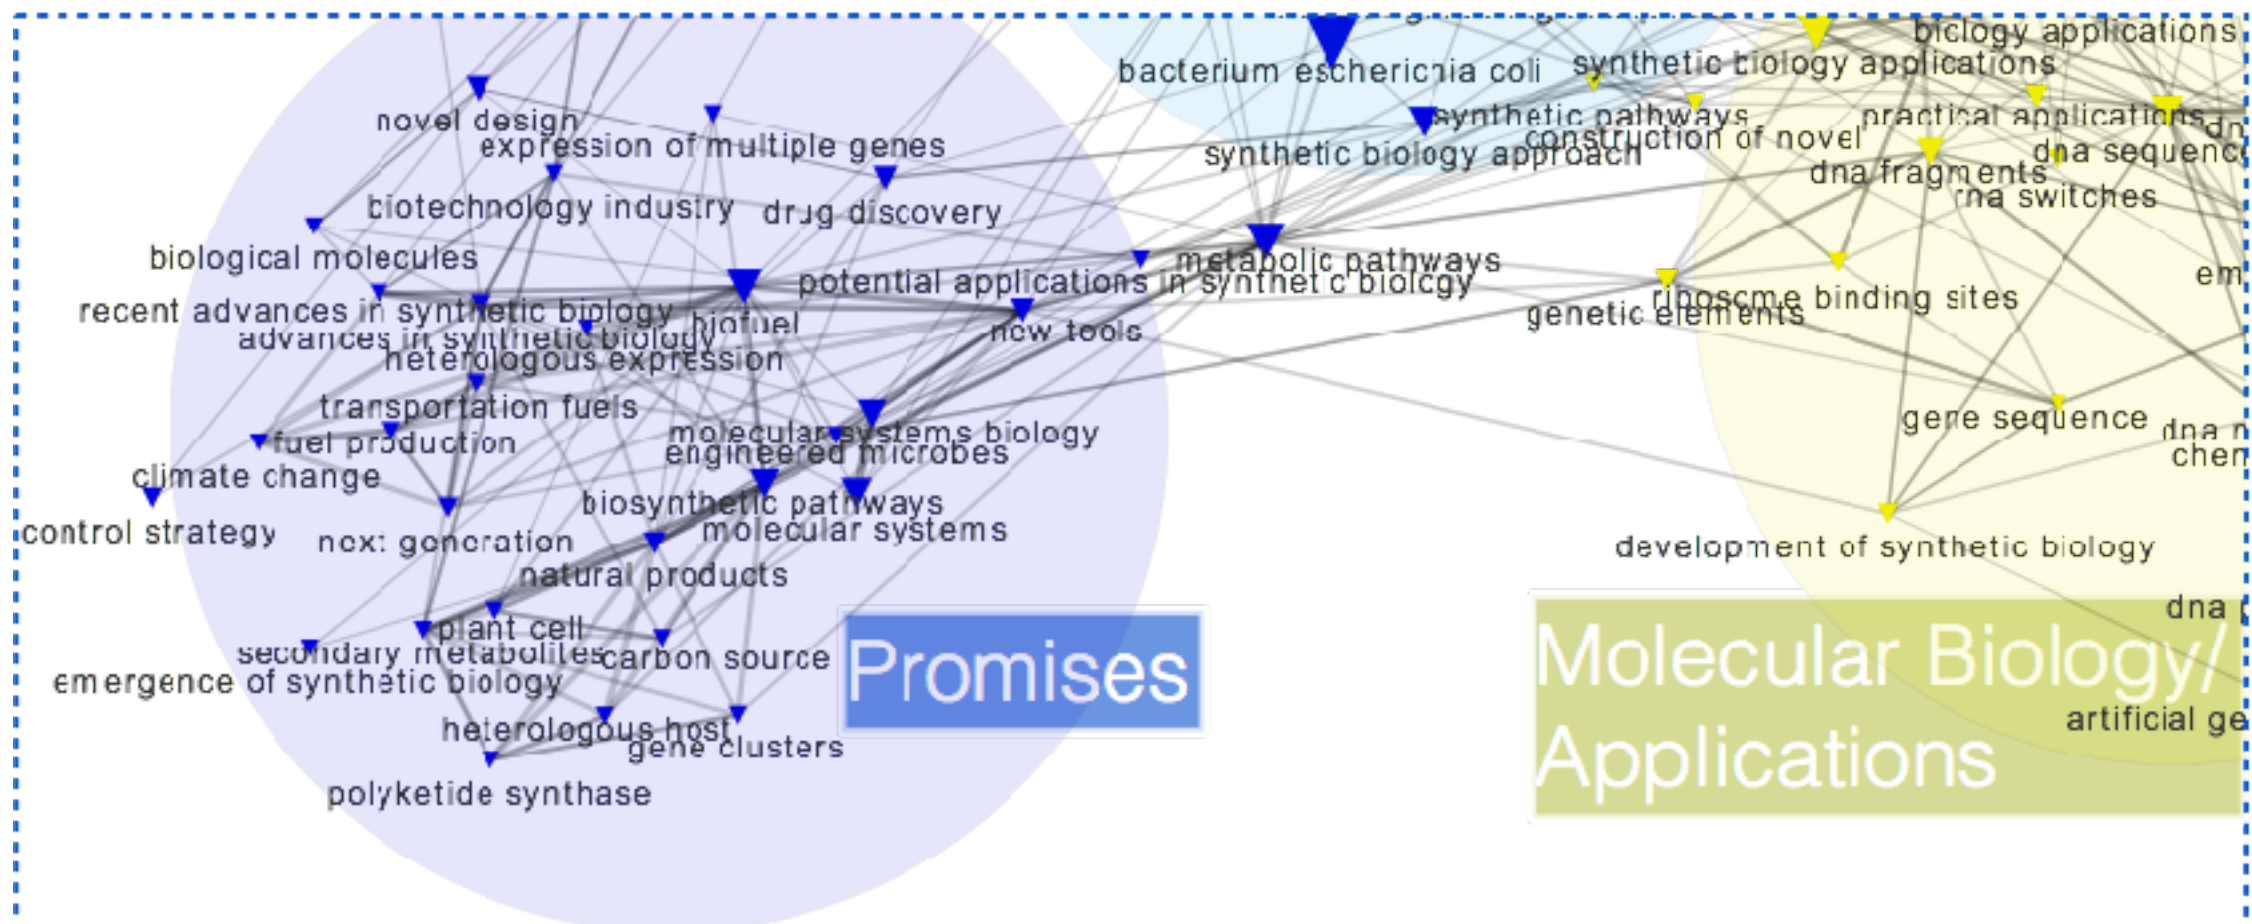 biology applications
bacterium escherichia coli
synthetic biology applications
novel design
expression of multiple genes
synthetic pathways
practical applications
construction of novel
synthetic biology approach
dna sequence
dna fragments
rna switches
biotechnology industry
drug discovery
biological molecules
metabolic pathways
potential applications in synthetic biology
recent advances in synthetic biology
biofuel
new tools
ribosome binding sites
genetic elements
advances in synthetic biology
heterologous expression
transportation fuels
gene sequence
molecular systems biology
fuel production
engineered microbes
climate change
biosynthetic pathways
control strategy
molecular systems
next generation
development of synthetic biology
natural products
plant cell
secondary metabolites
carbon source
emergence of synthetic biology
Promises
Molecular Biology/
Applications
heterologous host
gene clusters
polyketide synthase
artificial ge